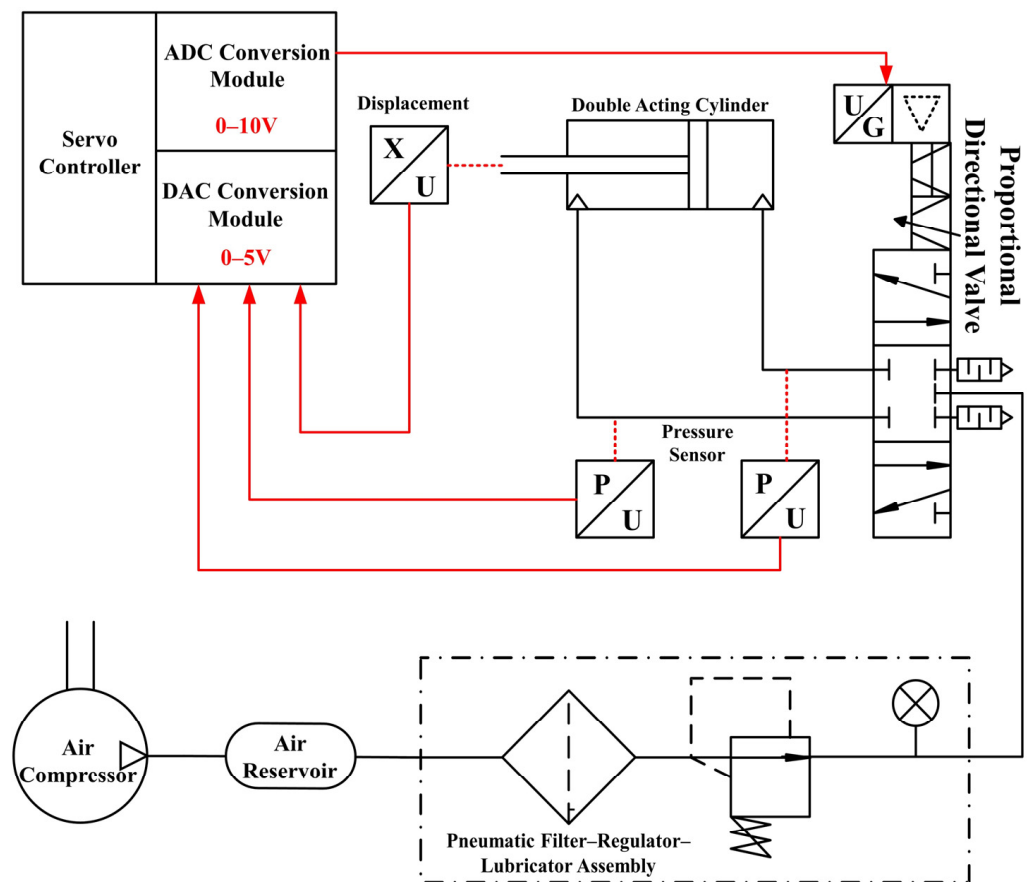 Servo
Controller
ADC Conversion
Module
0–10V
DAC Conversion
Module
0–5V
Displacement
X
U
Double Acting Cylinder
U
G
Proportional
Directional Valve
Pressure
Sensor
P
U
P
U
Air
Compressor
Air
Reservoir
Pneumatic Filter–Regulator–
Lubricator Assembly